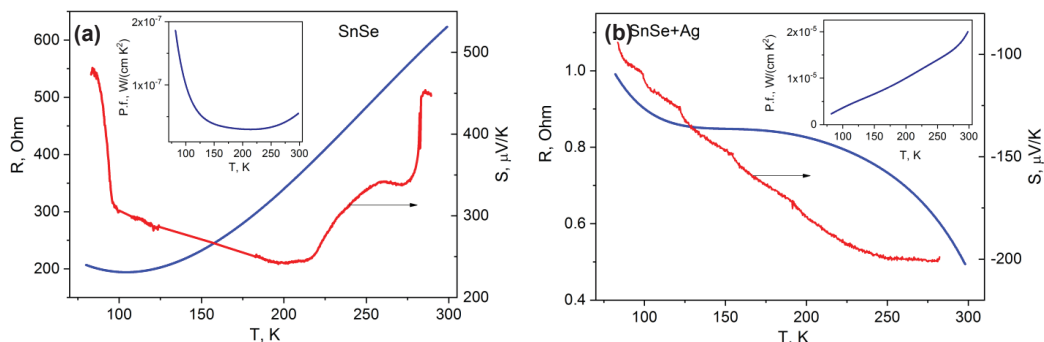 (a)
SnSe
R, Ohm
600
500
400
300
200
S, μV/K
500
400
300
200
100
150
200
250
300
T, K
P.f., W/(cm K²)
2x10⁻⁷
1x10⁻⁷
50
100
150
200
250
300
T, K
(b)
SnSe+Ag
R, Ohm
1.0
0.8
0.6
0.4
S, μV/K
-100
-150
-200
100
150
200
250
300
T, K
P.f., W/(cm K²)
2x10⁻⁵
1x10⁻⁵
0
50
100
150
200
250
300
T, K